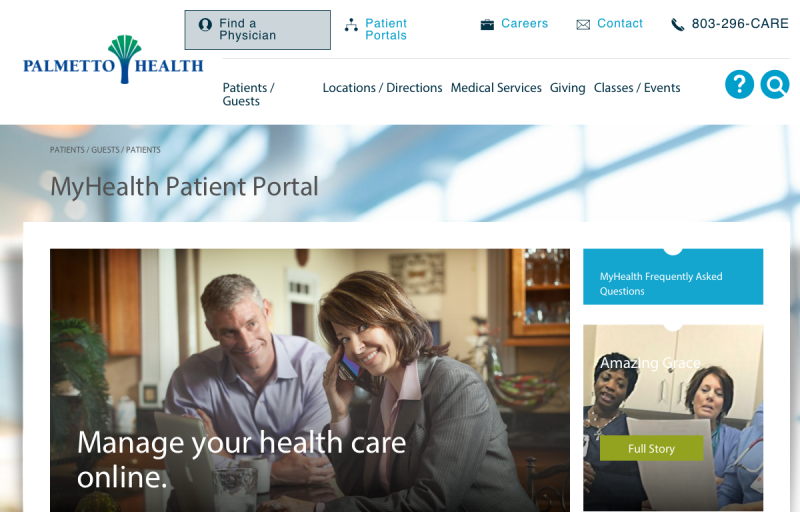 Find a
Physician
Patient
Portals
Careers
Contact
803-296-CARE
PALMETTO HEALTH
Patients /
Guests
Locations / Directions
Medical Services
Giving
Classes / Events
?
PATIENTS / GUESTS / PATIENTS
MyHealth Patient Portal
Manage your health care
online.
MyHealth Frequently Asked
Questions
Amazing Grace
Full Story